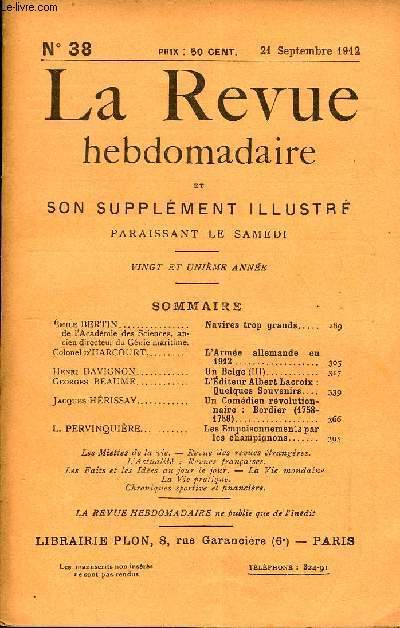 LivreNet
N° 38 PRIX : 50 CENT. 21 Septembre 1912
La Revue
hebdomadaire
ET
SON SUPPLÉMENT ILLUSTRÉ
PARAISSANT LE SAMEDI
VINGT ET UNIÈME ANNÉE
SOMMAIRE
ÉMILE BERTIN................ Navires trop grands..... 289
de l'Académie des Sciences, an-
cien directeur du Génie maritime.
Colonel D'HARCOURT......... L'Armée allemande en
1912.................... 305
HENRI DAVIGNON............ Un Belge (III)........... 317
GEORGES BEAUME............ L'Éditeur Albert Lacroix :
Quelques Souvenirs.... 339
JACQUES HÉRISSAY........... Un Comédien révolution-
naire : Bordier (1758-
1789)................... 366
L. PERVINQUIÈRE............ Les Empoisonnements par
les champignons....... 393
Les Miettes de la vie. — Revue des revues étrangères.
L'Actualité : Revues françaises.
Les Faits et les Idées au jour le jour. — La Vie mondaine.
La Vie pratique.
Chroniques sportive et financière.
LA REVUE HEBDOMADAIRE ne publie que de l'inédit
LIBRAIRIE PLON, 8, rue Garancière (6e) — PARIS
Les manuscrits non insérés TÉLÉPHONE : 824-91
ne sont pas rendus.